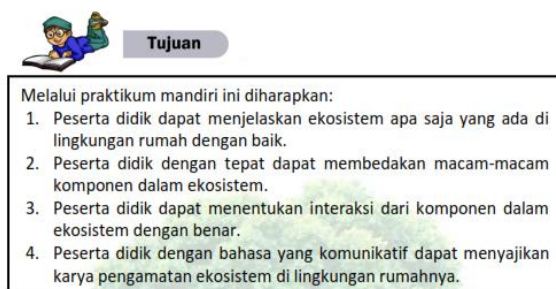 Tujuan
Melalui praktikum mandiri ini diharapkan:
1. Peserta didik dapat menjelaskan ekosistem apa saja yang ada di
lingkungan rumah dengan baik.
2. Peserta didik dengan tepat dapat membedakan macam-macam
komponen dalam ekosistem.
3. Peserta didik dapat menentukan interaksi dari komponen dalam
ekosistem dengan benar.
4. Peserta didik dengan bahasa yang komunikatif dapat menyajikan
karya pengamatan ekosistem di lingkungan rumahnya.